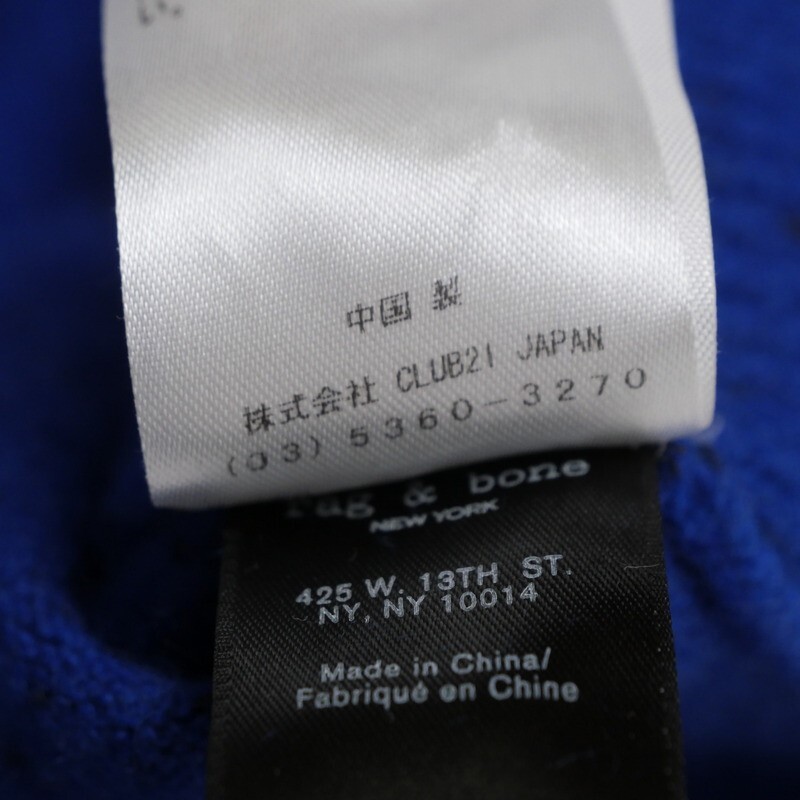 い。
中国 製
株式会社 CLUB21 JAPAN
(03) 5360-3270
rag & bone
NEW YORK
425 W. 13TH ST.
NY, NY 10014
Made in China/
Fabriqué en Chine